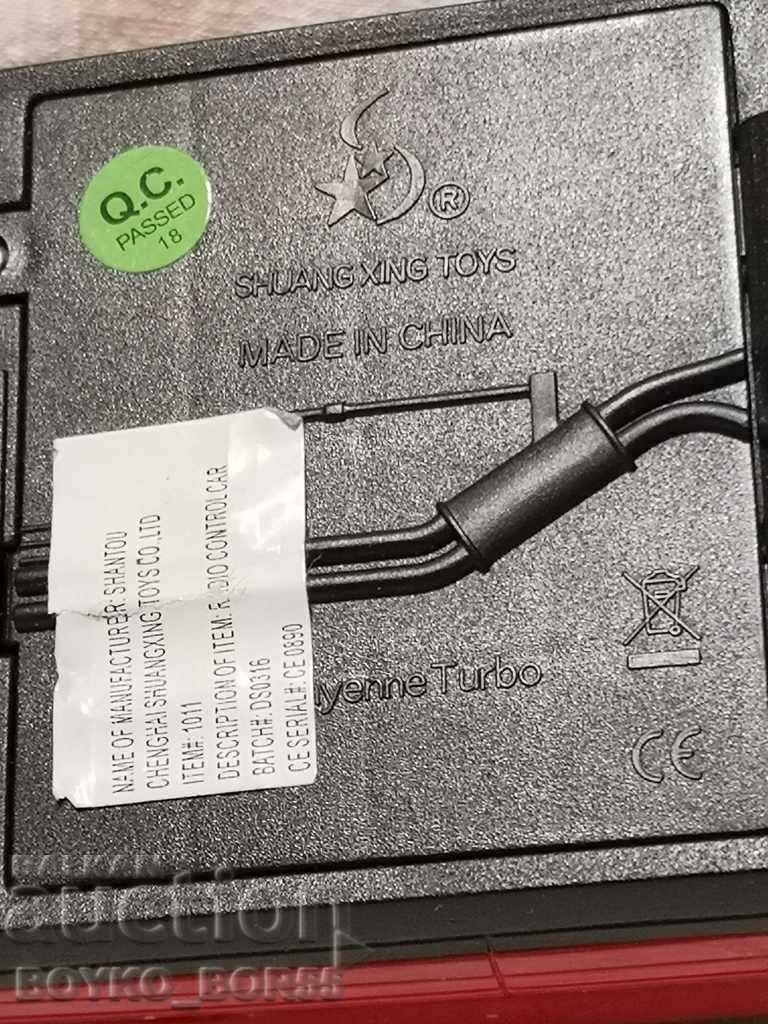 Q.C.
PASSED
18
®
SHUANG XING TOYS
MADE IN CHINA
NAME OF MANUFACTURER: SHANTOU
CHENGHAI SHUANGXING TOYS CO.,LTD
ITEM#: 1011
DESCRIPTION OF ITEM: RADIO CONTROL CAR
BATCH#: DS0316
CE SERIAL#: CE 0890
yenne Turbo
CE
BALKAN
auction
BOYKO_BOR55